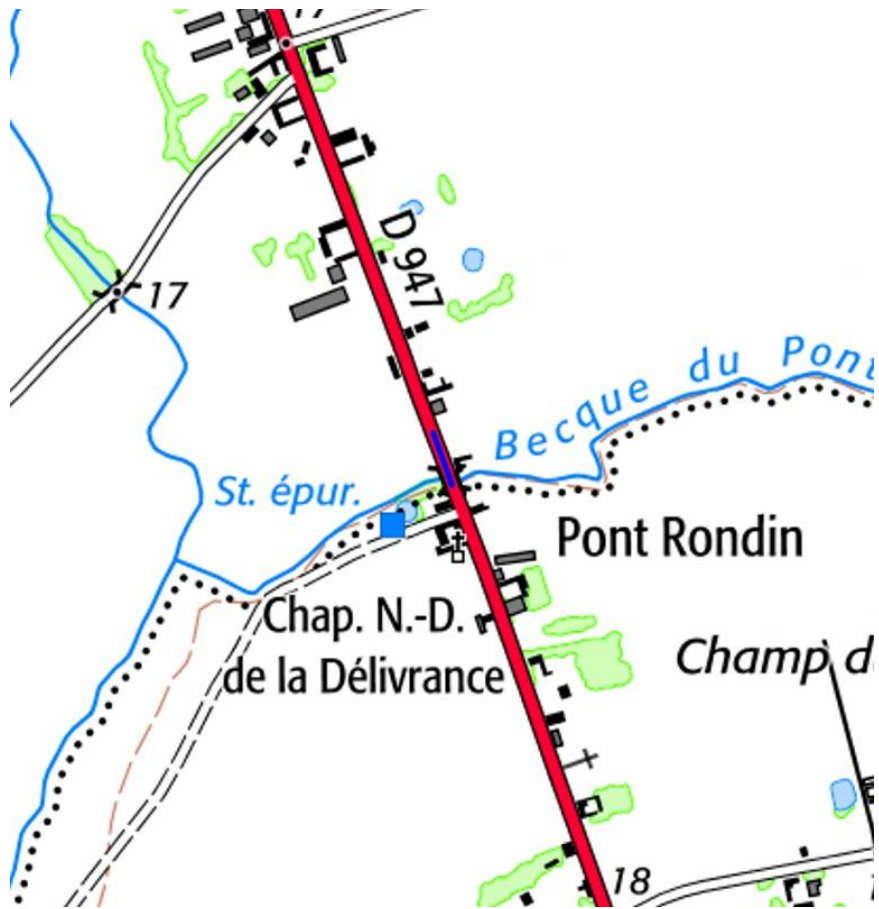 17
D 947
Becque du Pont
St. épur.
Pont Rondin
Chap. N.-D.
de la Délivrance
Champ
18